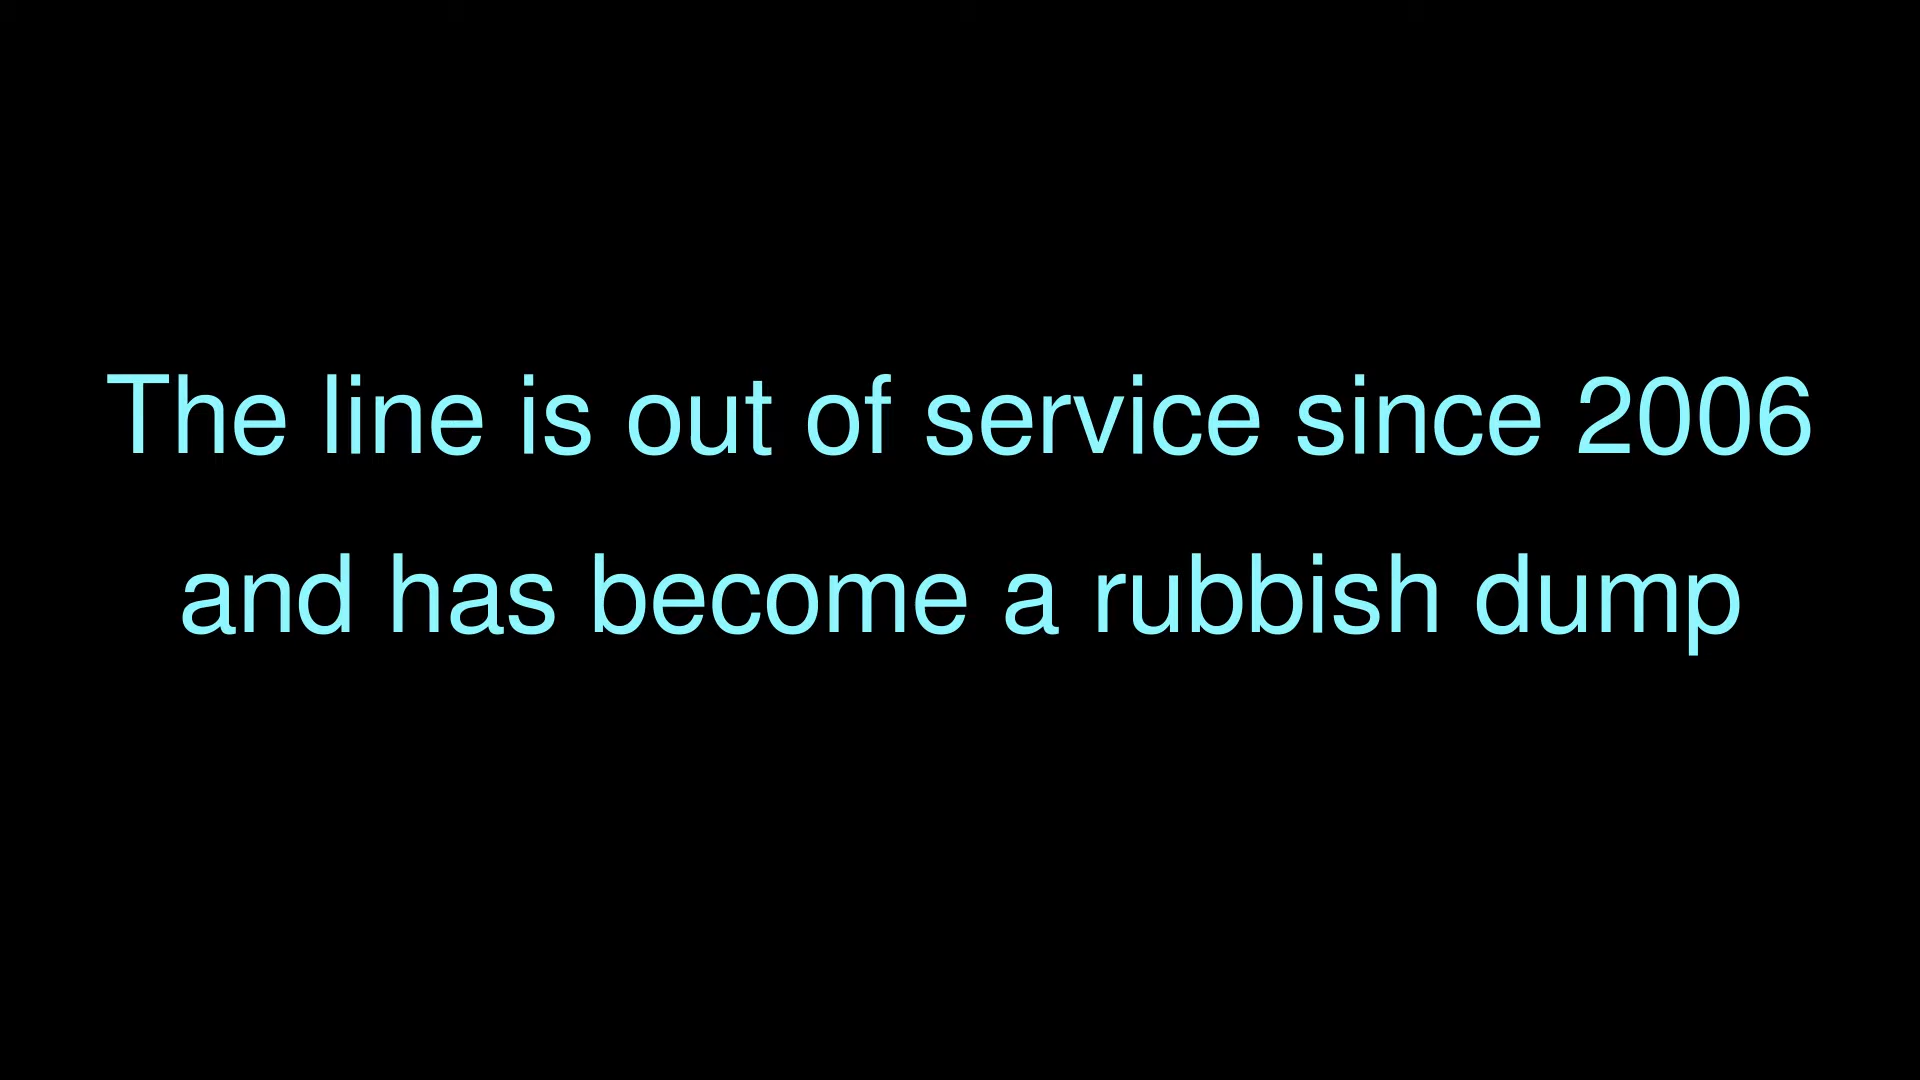 The line is out of service since 2006
and has become a rubbish dump